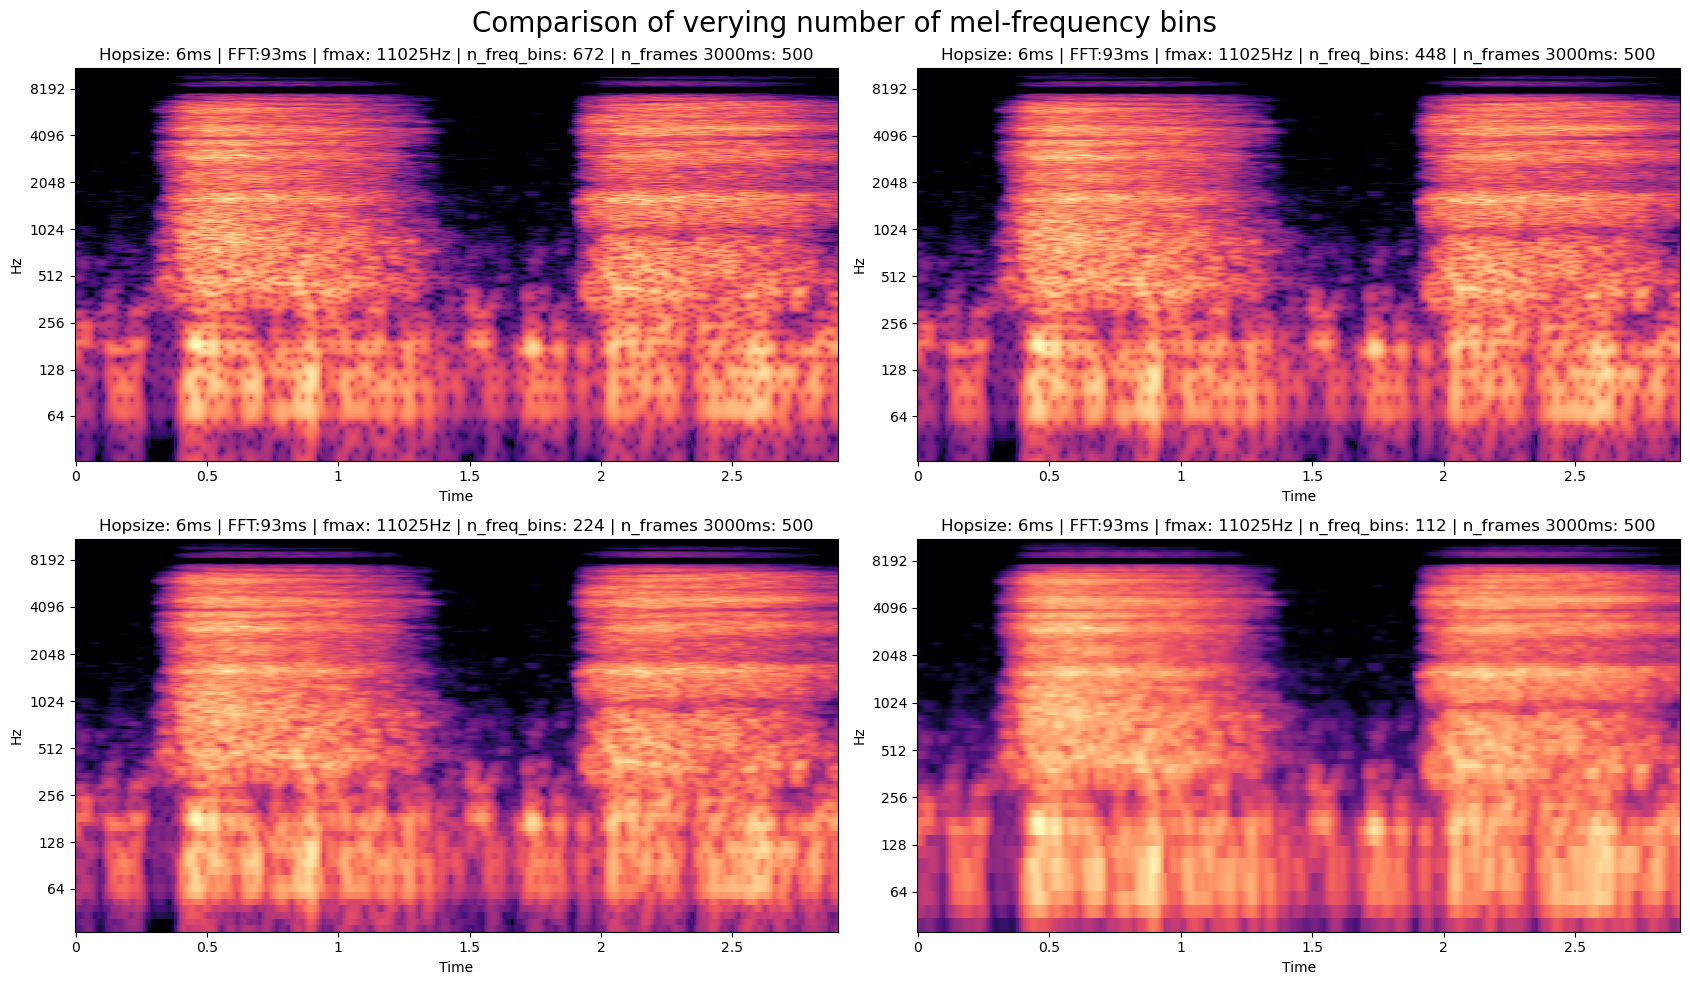 Comparison of verying number of mel-frequency bins
Hopsize: 6ms | FFT:93ms | fmax: 11025Hz | n_freq_bins: 672 | n_frames 3000ms: 500
8192
4096
2048
1024
512
256
128
64
Hz
0 0.5 1 1.5 2 2.5
Time
Hopsize: 6ms | FFT:93ms | fmax: 11025Hz | n_freq_bins: 448 | n_frames 3000ms: 500
8192
4096
2048
1024
512
256
128
64
Hz
0 0.5 1 1.5 2 2.5
Time
Hopsize: 6ms | FFT:93ms | fmax: 11025Hz | n_freq_bins: 224 | n_frames 3000ms: 500
8192
4096
2048
1024
512
256
128
64
Hz
0 0.5 1 1.5 2 2.5
Time
Hopsize: 6ms | FFT:93ms | fmax: 11025Hz | n_freq_bins: 112 | n_frames 3000ms: 500
8192
4096
2048
1024
512
256
128
64
Hz
0 0.5 1 1.5 2 2.5
Time